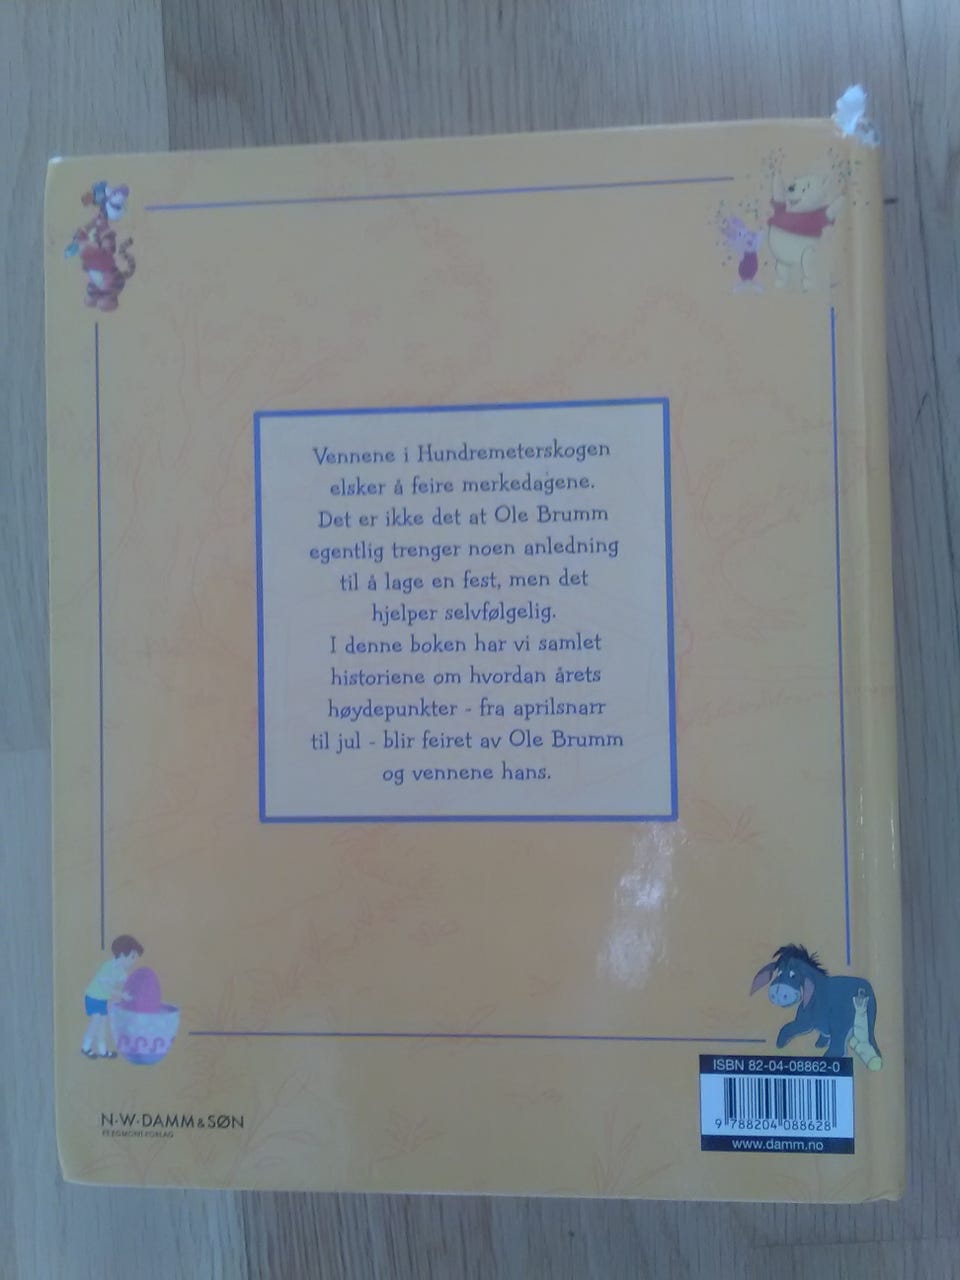 Vennene i Hundremeterskogen
elsker å feire merkedagene.
Det er ikke det at Ole Brumm
egentlig trenger noen anledning
til å lage en fest, men det
hjelper selvfølgelig.
I denne boken har vi samlet
historiene om hvordan årets
høydepunkter - fra aprilsnarr
til jul - blir feiret av Ole Brumm
og vennene hans.
N·W·DAMM & SØN
ET EGMONT-FORLAG
ISBN 82-04-08862-0
9 788204 088628
www.damm.no